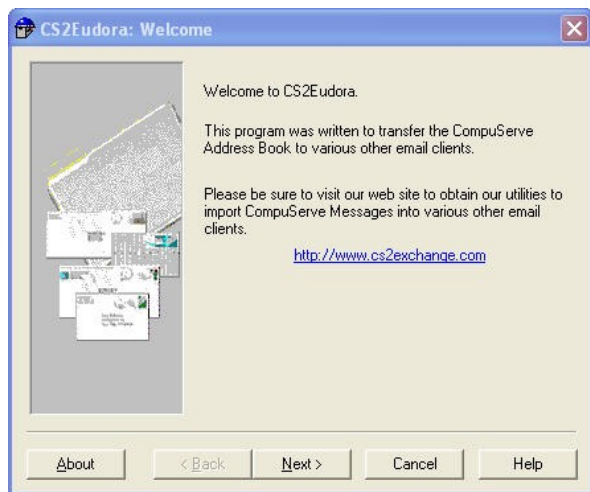 CS2Eudora: Welcome
Welcome to CS2Eudora.
This program was written to transfer the CompuServe
Address Book to various other email clients.
Please be sure to visit our web site to obtain our utilities to
import CompuServe Messages into various other email
clients.
http://www.cs2exchange.com
About
< Back
Next >
Cancel
Help